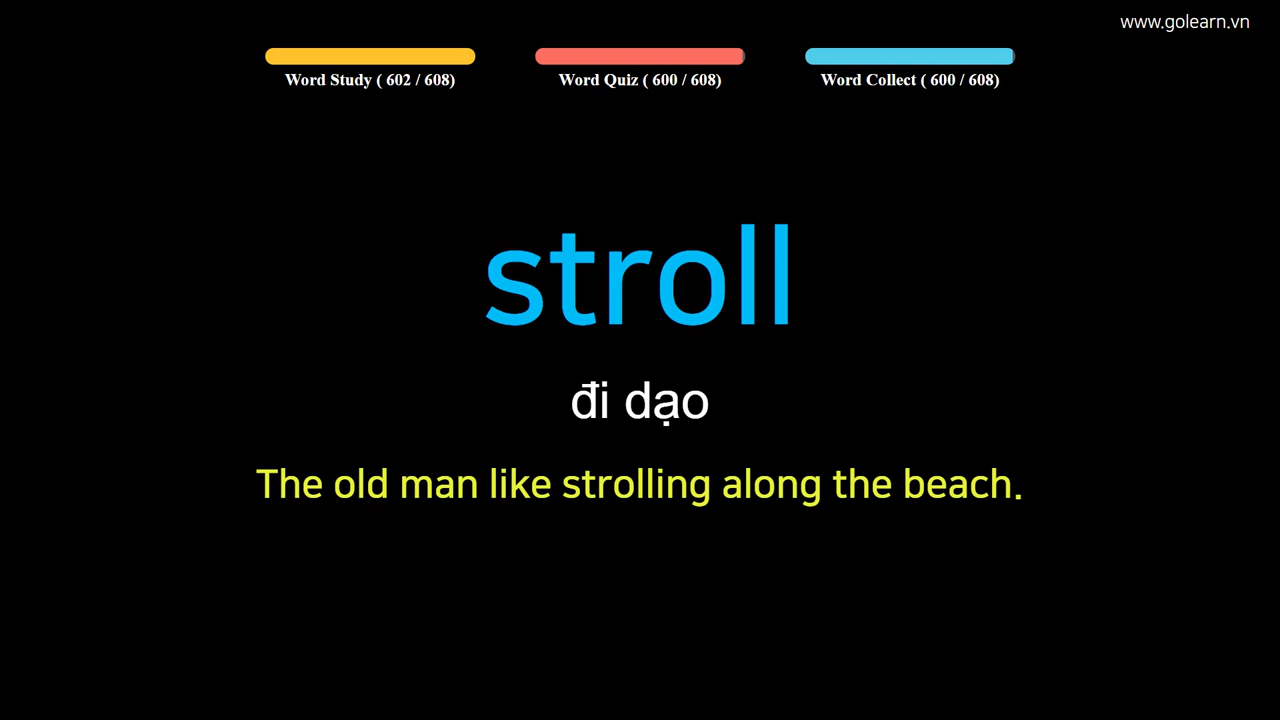 www.golearn.vn
Word Study ( 602 / 608) Word Quiz ( 600 / 608) Word Collect ( 600 / 608)
stroll
đi dạo
The old man like strolling along the beach.